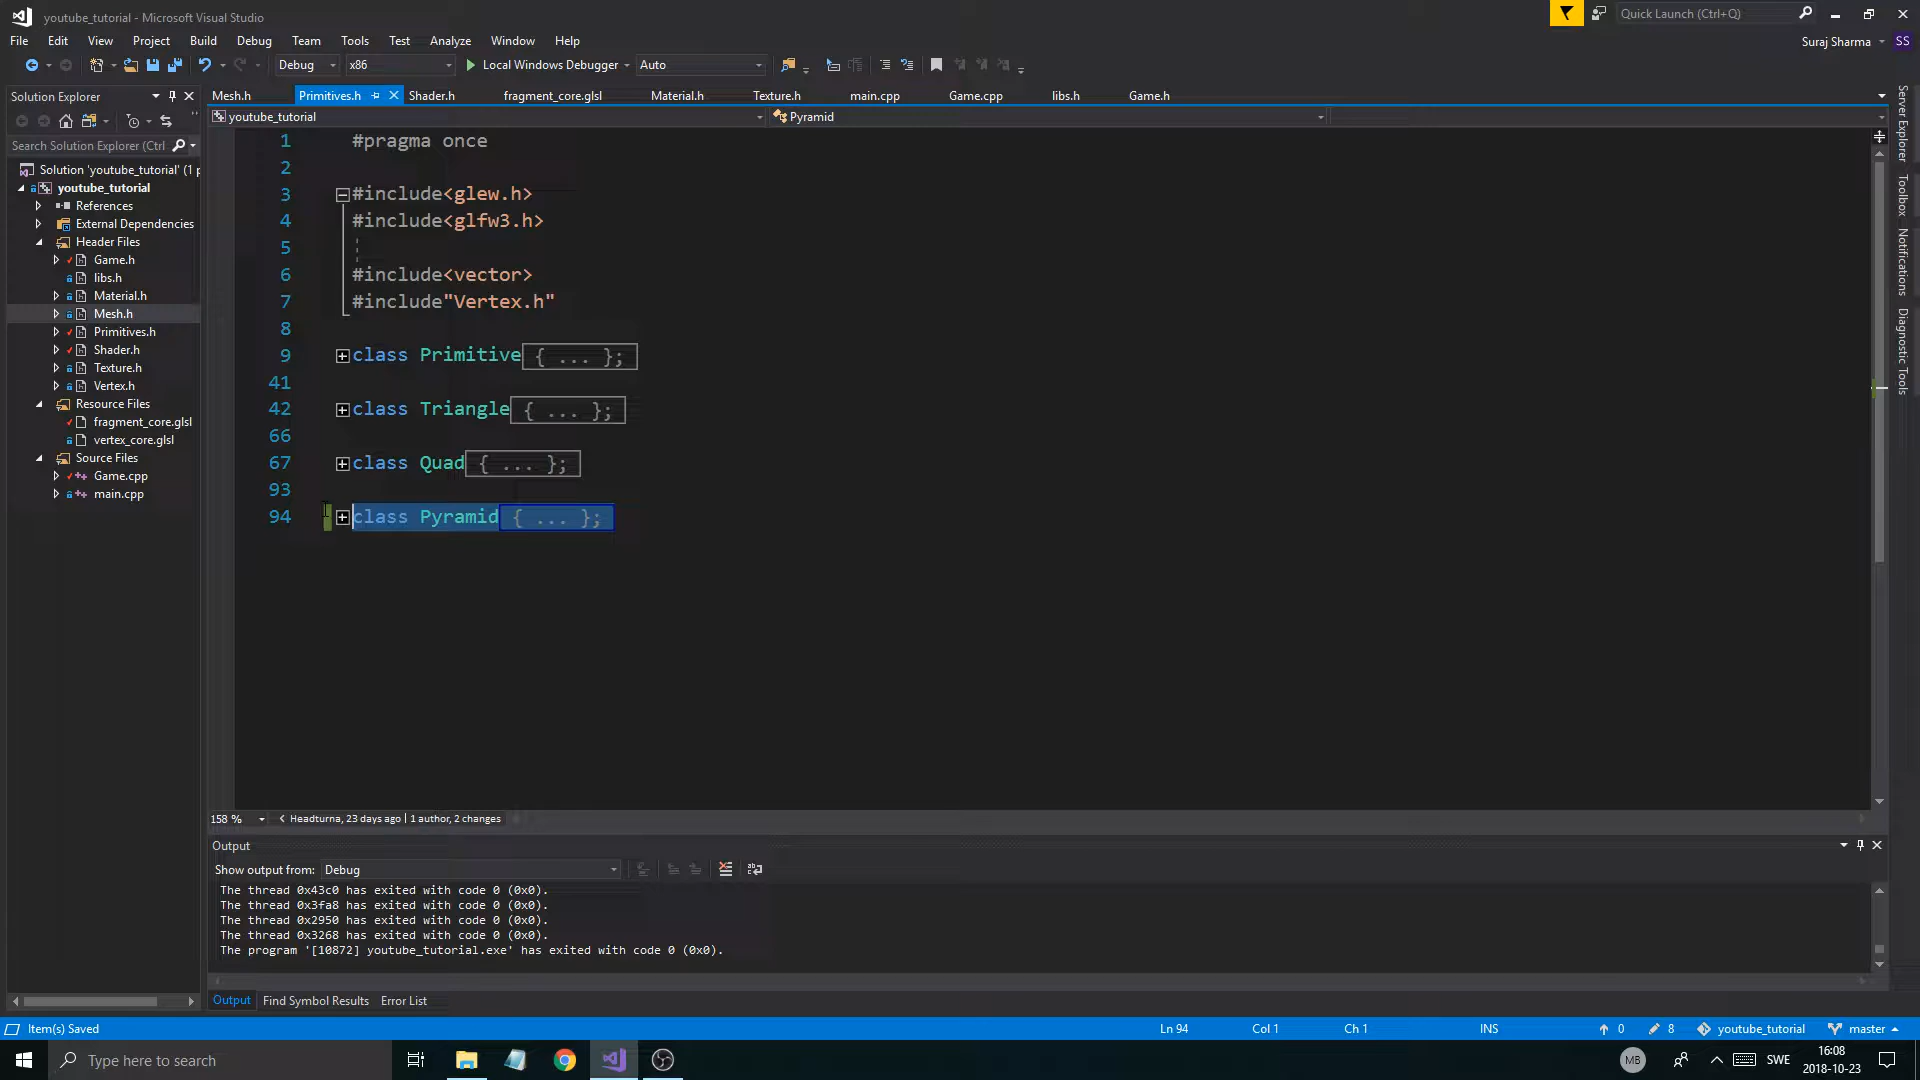 youtube_tutorial - Microsoft Visual Studio
Quick Launch (Ctrl+Q)
File Edit View Project Build Debug Team Tools Test Analyze Window Help
Suraj Sharma
SS
Debug x86 Local Windows Debugger Auto
Solution Explorer
Mesh.h Primitives.h Shader.h fragment_core.glsl Material.h Texture.h main.cpp Game.cpp libs.h Game.h
youtube_tutorial Pyramid
Search Solution Explorer (Ctrl
Solution 'youtube_tutorial' (1 p
youtube_tutorial
References
External Dependencies
Header Files
Game.h
libs.h
Material.h
Mesh.h
Primitives.h
Shader.h
Texture.h
Vertex.h
Resource Files
fragment_core.glsl
vertex_core.glsl
Source Files
Game.cpp
main.cpp
1 #pragma once
2
3 #include<glew.h>
4 #include<glfw3.h>
5
6 #include<vector>
7 #include"Vertex.h"
8
9 class Primitive{ ... };
41
42 class Triangle{ ... };
66
67 class Quad{ ... };
93
94 class Pyramid{ ... };
Server Explorer
Toolbox
Notifications
Diagnostic Tools
158 % Headturna, 23 days ago | 1 author, 2 changes
Output
Show output from: Debug
The thread 0x43c0 has exited with code 0 (0x0).
The thread 0x3fa8 has exited with code 0 (0x0).
The thread 0x2950 has exited with code 0 (0x0).
The thread 0x3268 has exited with code 0 (0x0).
The program '[10872] youtube_tutorial.exe' has exited with code 0 (0x0).
Output Find Symbol Results Error List
Item(s) Saved Ln 94 Col 1 Ch 1 INS 0 8 youtube_tutorial master
Type here to search
MB
SWE
16:08
2018-10-23